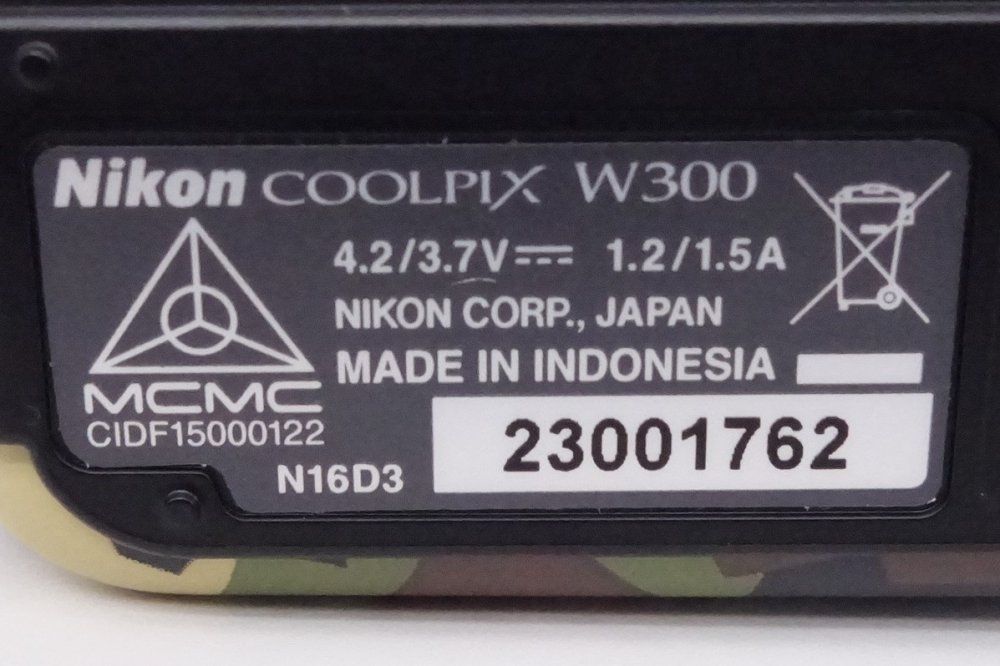 Nikon COOLPIX W300
4.2/3.7V⎓ 1.2/1.5A
NIKON CORP., JAPAN
MADE IN INDONESIA
MCMC
CIDF15000122
N16D3
23001762